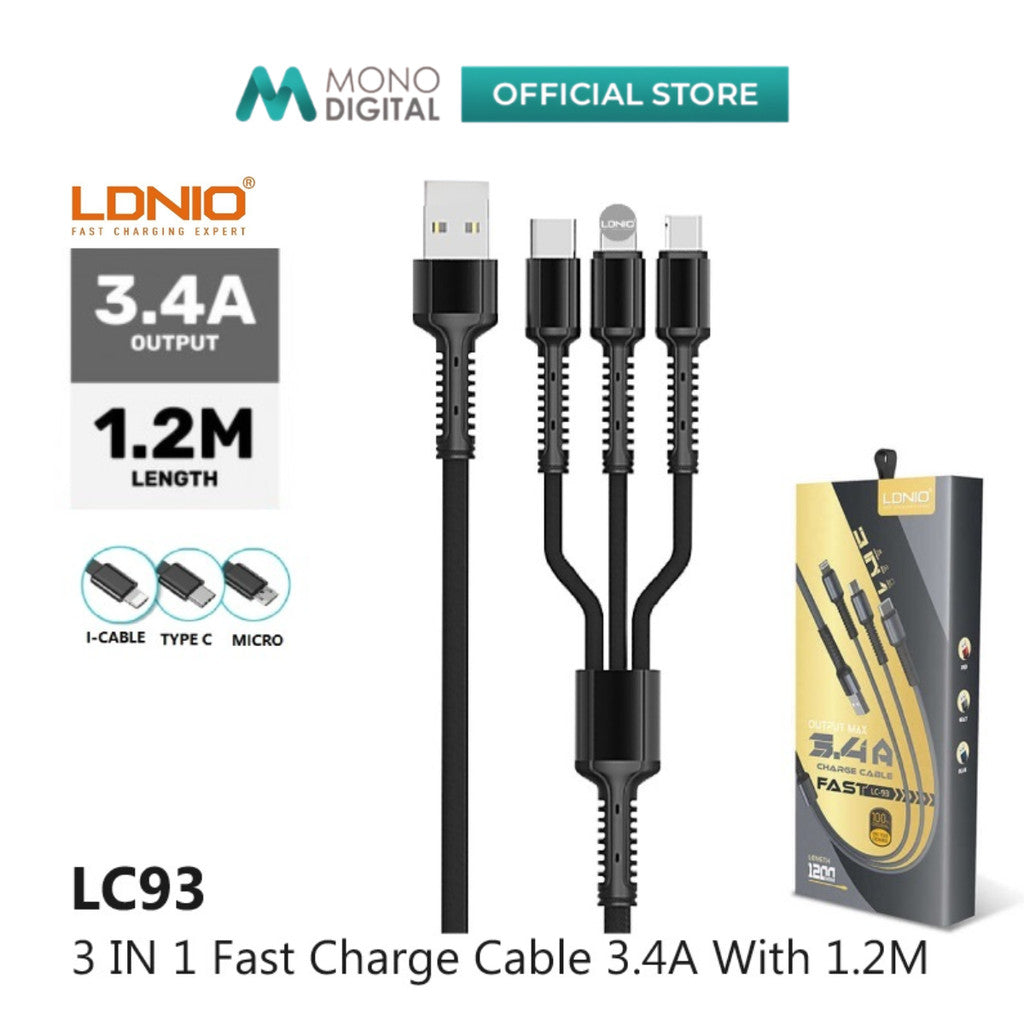 MONO
DIGITAL
OFFICIAL STORE
LDNIO®
FAST CHARGING EXPERT
3.4A
OUTPUT
1.2M
LENGTH
I-CABLE
TYPE C
MICRO
LDNIO
LDNIO
OUTPUT MAX
3.4A
CHARGE CABLE
FAST
LC-93
LENGTH
1200
LC93
3 IN 1 Fast Charge Cable 3.4A With 1.2M